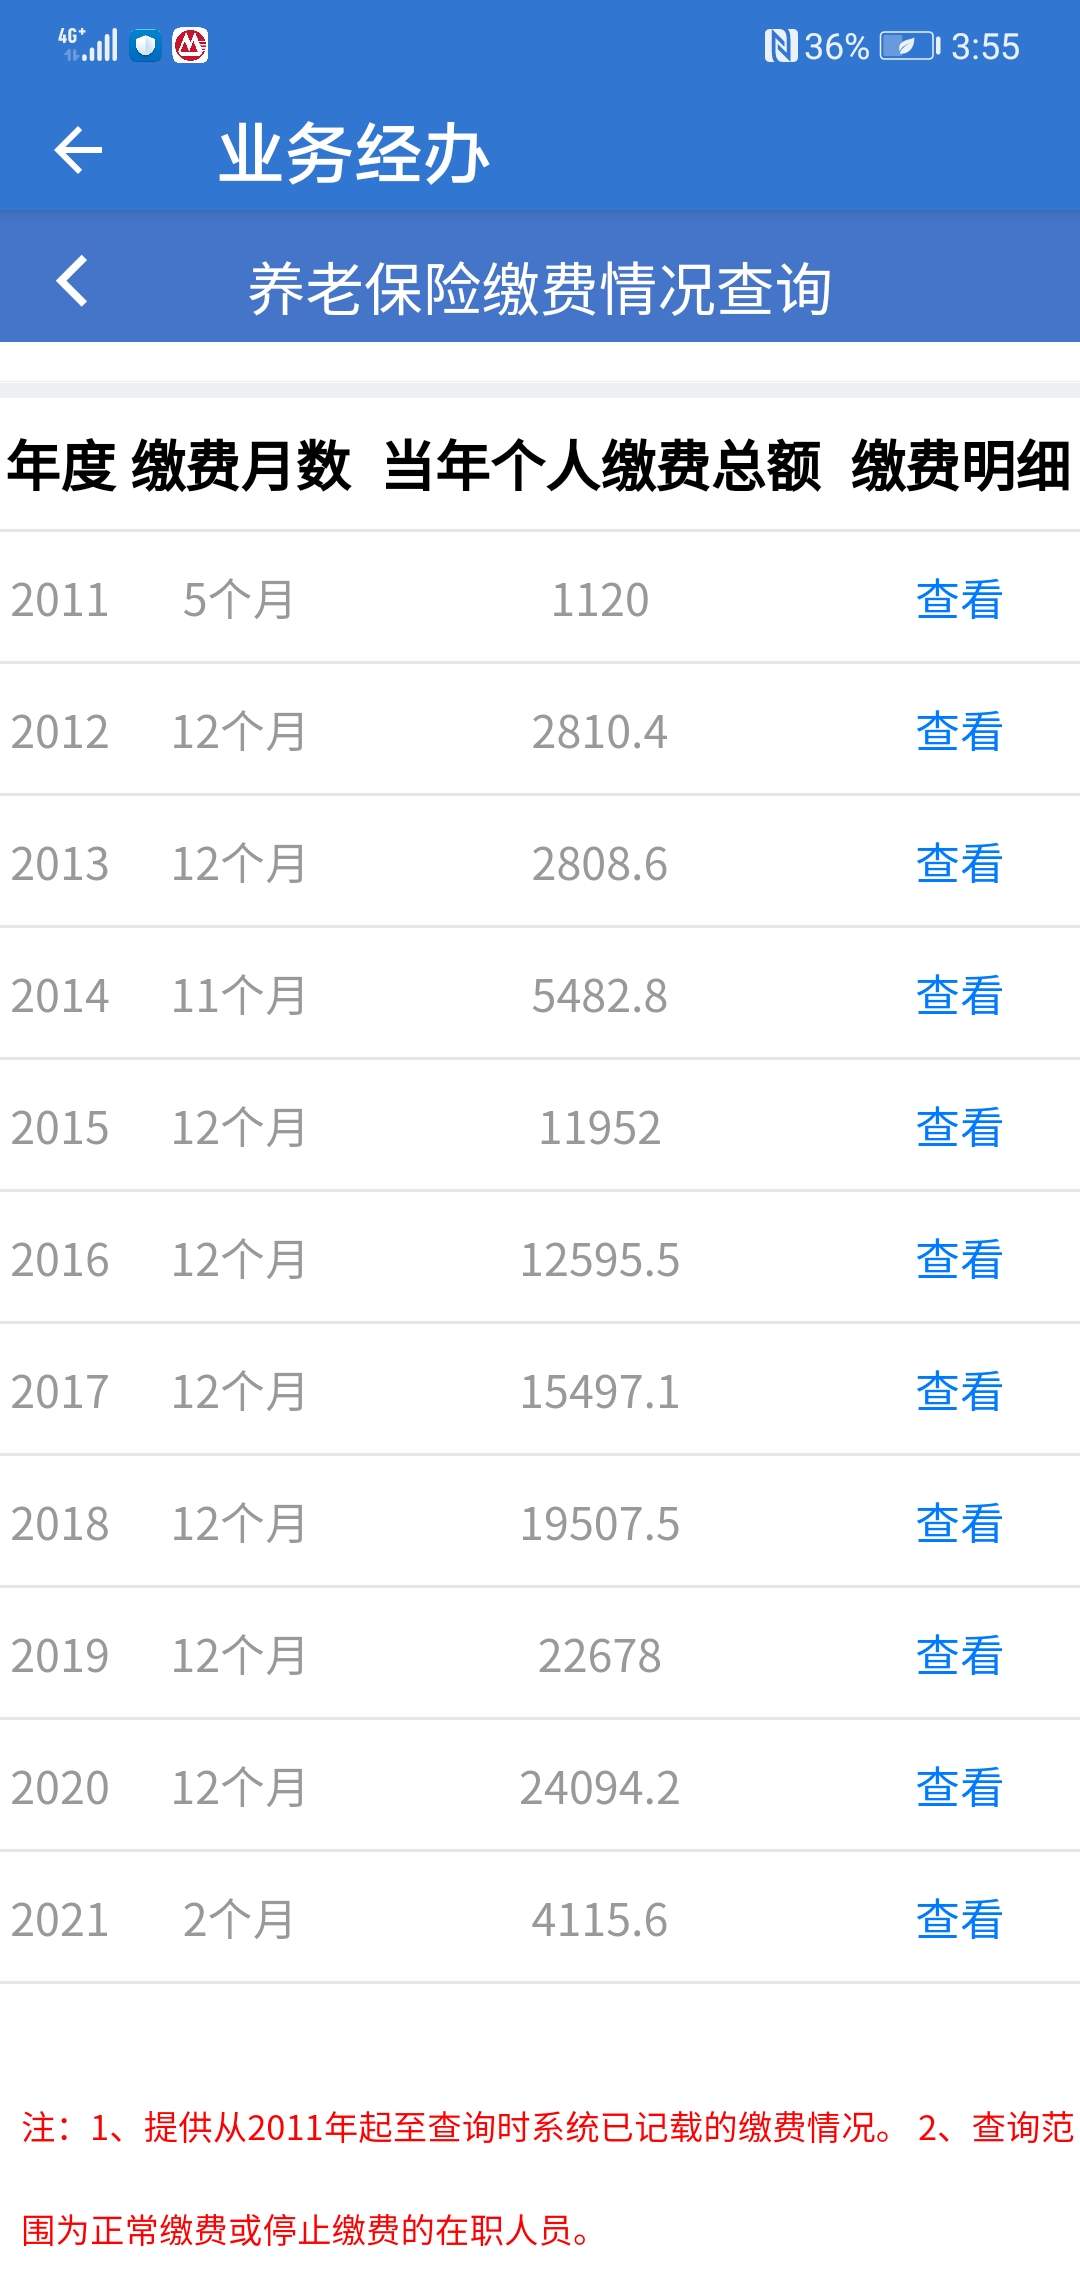 4G+ 36% 3:55
业务经办
养老保险缴费情况查询
年度 缴费月数 当年个人缴费总额 缴费明细
2011 5个月 1120 查看
2012 12个月 2810.4 查看
2013 12个月 2808.6 查看
2014 11个月 5482.8 查看
2015 12个月 11952 查看
2016 12个月 12595.5 查看
2017 12个月 15497.1 查看
2018 12个月 19507.5 查看
2019 12个月 22678 查看
2020 12个月 24094.2 查看
2021 2个月 4115.6 查看
注：1、提供从2011年起至查询时系统已记载的缴费情况。 2、查询范
围为正常缴费或停止缴费的在职人员。